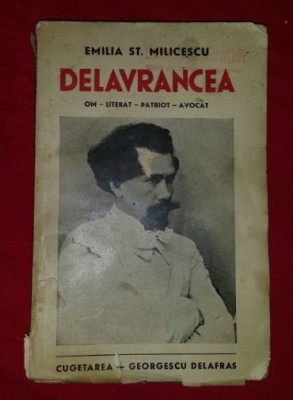 EMILIA ST. MILICESCU
DELAVRANCEA
OM - LITERAT - PATRIOT - AVOCAT
CUGETAREA — GEORGESCU DELAFRAS